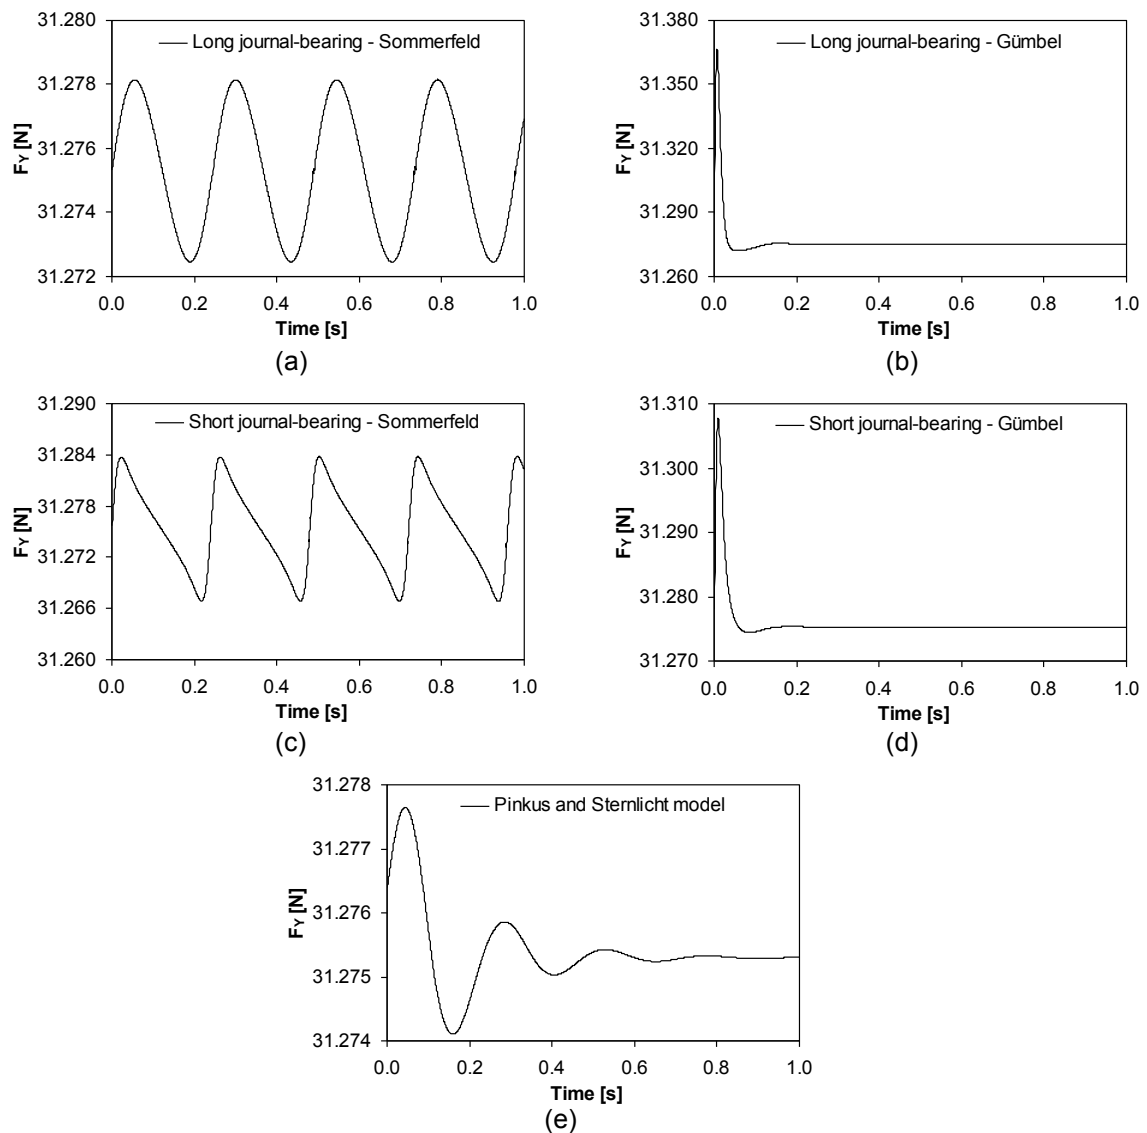 Long journal-bearing - Sommerfeld
31.280
31.278
31.276
31.274
31.272
FY [N]
0.0 0.2 0.4 0.6 0.8 1.0
Time [s]
(a)
Long journal-bearing - Gümbel
31.380
31.350
31.320
31.290
31.260
FY [N]
0.0 0.2 0.4 0.6 0.8 1.0
Time [s]
(b)
Short journal-bearing - Sommerfeld
31.290
31.284
31.278
31.272
31.266
31.260
FY [N]
0.0 0.2 0.4 0.6 0.8 1.0
Time [s]
(c)
Short journal-bearing - Gümbel
31.310
31.300
31.290
31.280
31.270
FY [N]
0.0 0.2 0.4 0.6 0.8 1.0
Time [s]
(d)
Pinkus and Sternlicht model
31.278
31.277
31.276
31.275
31.274
FY [N]
0.0 0.2 0.4 0.6 0.8 1.0
Time [s]
(e)